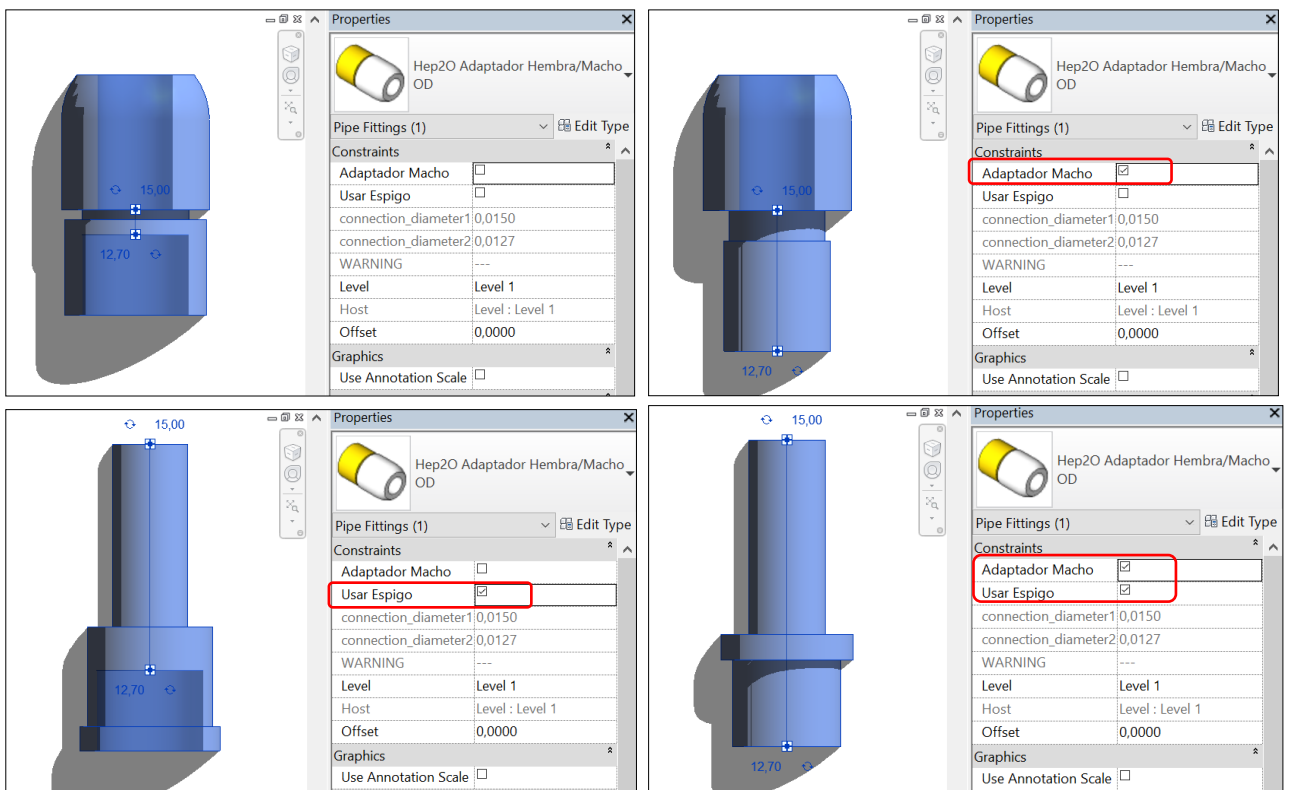 Properties
Hep2O Adaptador Hembra/Macho
OD
Pipe Fittings (1) Edit Type
Constraints
Adaptador Macho
Usar Espigo
connection_diameter1 0,0150
connection_diameter2 0,0127
WARNING ---
Level Level 1
Host Level : Level 1
Offset 0,0000
Graphics
Use Annotation Scale
15,00
12,70
Properties
Hep2O Adaptador Hembra/Macho
OD
Pipe Fittings (1) Edit Type
Constraints
Adaptador Macho
Usar Espigo
connection_diameter1 0,0150
connection_diameter2 0,0127
WARNING ---
Level Level 1
Host Level : Level 1
Offset 0,0000
Graphics
Use Annotation Scale
15,00
12,70
Properties
Hep2O Adaptador Hembra/Macho
OD
Pipe Fittings (1) Edit Type
Constraints
Adaptador Macho
Usar Espigo
connection_diameter1 0,0150
connection_diameter2 0,0127
WARNING ---
Level Level 1
Host Level : Level 1
Offset 0,0000
Graphics
Use Annotation Scale
15,00
12,70
Properties
Hep2O Adaptador Hembra/Macho
OD
Pipe Fittings (1) Edit Type
Constraints
Adaptador Macho
Usar Espigo
connection_diameter1 0,0150
connection_diameter2 0,0127
WARNING ---
Level Level 1
Host Level : Level 1
Offset 0,0000
Graphics
Use Annotation Scale
15,00
12,70